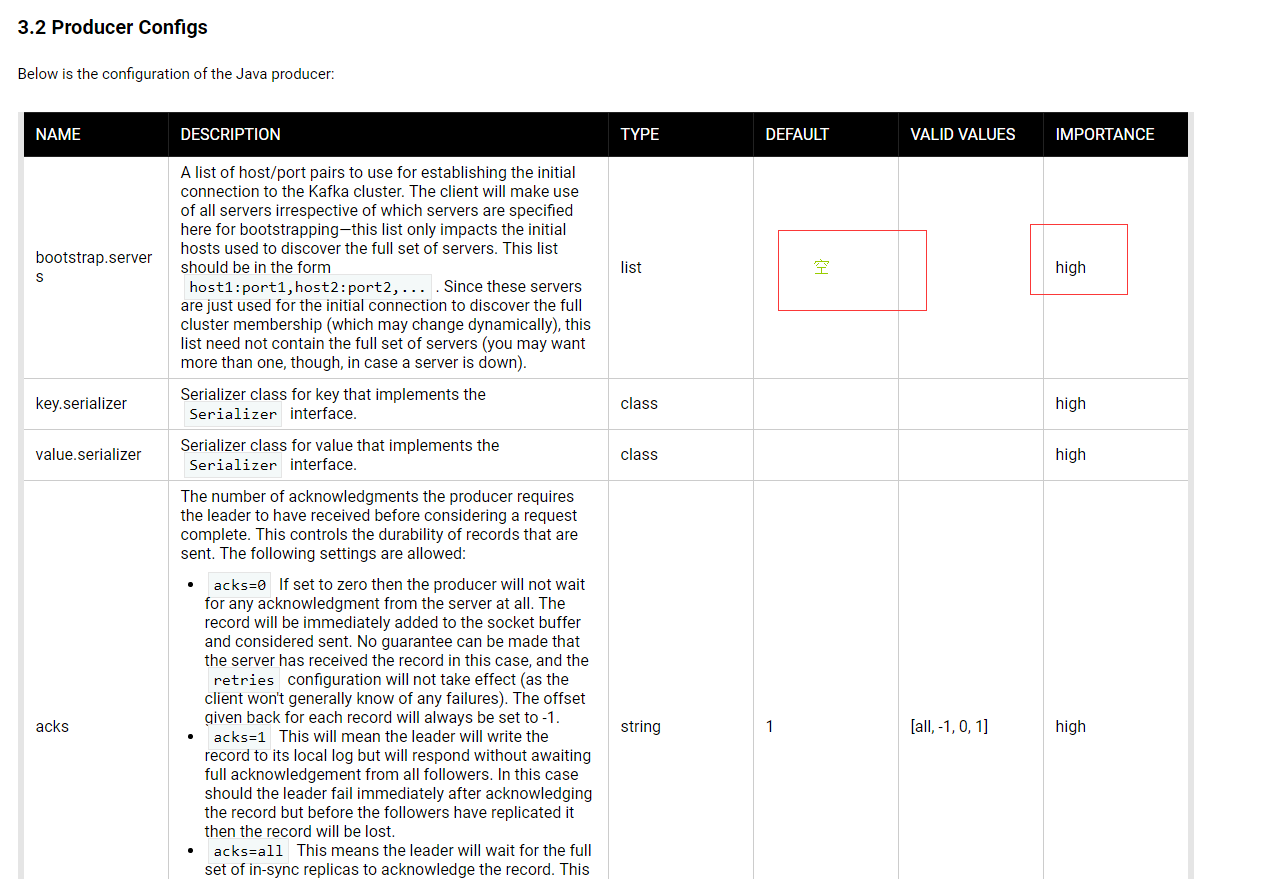 3.2 Producer Configs
Below is the configuration of the Java producer:
NAME DESCRIPTION TYPE DEFAULT VALID VALUES IMPORTANCE
bootstrap.server
s
A list of host/port pairs to use for establishing the initial
connection to the Kafka cluster. The client will make use
of all servers irrespective of which servers are specified
here for bootstrapping—this list only impacts the initial
hosts used to discover the full set of servers. This list
should be in the form
host1:port1,host2:port2,... . Since these servers
are just used for the initial connection to discover the full
cluster membership (which may change dynamically), this
list need not contain the full set of servers (you may want
more than one, though, in case a server is down).
list
空
high
key.serializer
Serializer class for key that implements the
Serializer interface.
class
high
value.serializer
Serializer class for value that implements the
Serializer interface.
class
high
acks
The number of acknowledgments the producer requires
the leader to have received before considering a request
complete. This controls the durability of records that are
sent. The following settings are allowed:
• acks=0 If set to zero then the producer will not wait
for any acknowledgment from the server at all. The
record will be immediately added to the socket buffer
and considered sent. No guarantee can be made that
the server has received the record in this case, and the
retries configuration will not take effect (as the
client won't generally know of any failures). The offset
given back for each record will always be set to -1.
• acks=1 This will mean the leader will write the
record to its local log but will respond without awaiting
full acknowledgement from all followers. In this case
should the leader fail immediately after acknowledging
the record but before the followers have replicated it
then the record will be lost.
• acks=all This means the leader will wait for the full
set of in-sync replicas to acknowledge the record. This
string
1
[all, -1, 0, 1]
high